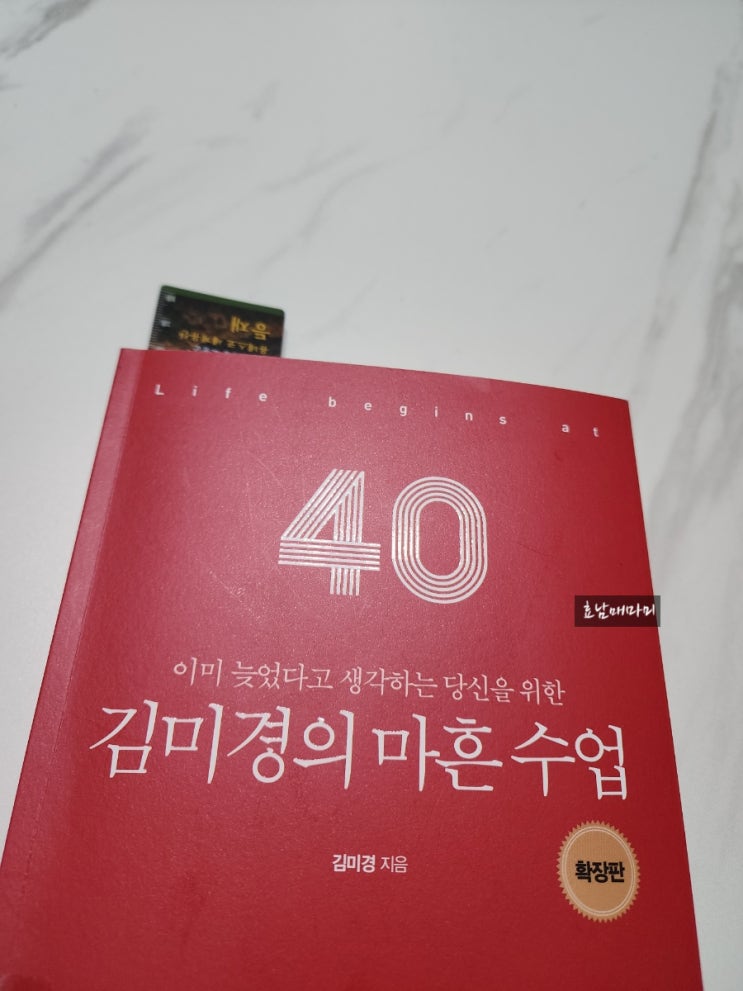 Life begins at
40
효남매마미
이미 늦었다고 생각하는 당신을 위한
김미경의 마흔 수업
김미경 지음
확장판